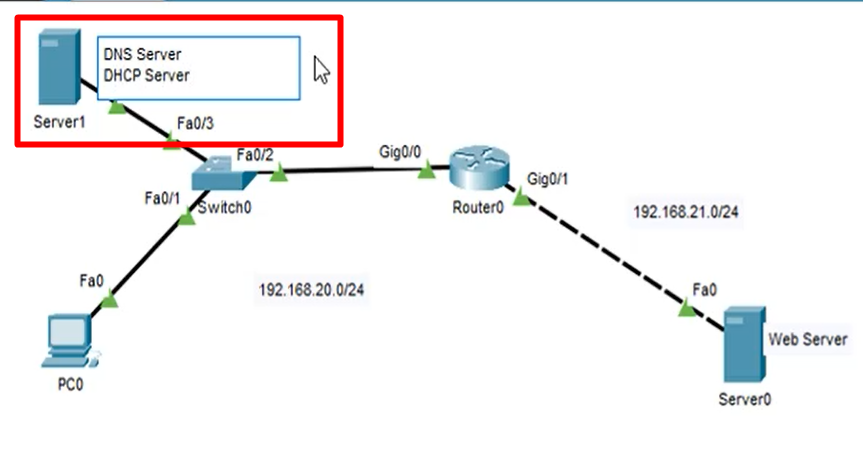 DNS Server
DHCP Server
Server1
Fa0/3
Fa0/2
Gig0/0
Gig0/1
Fa0/1
Switch0
Router0
192.168.21.0/24
Fa0
192.168.20.0/24
Fa0
Web Server
PC0
Server0